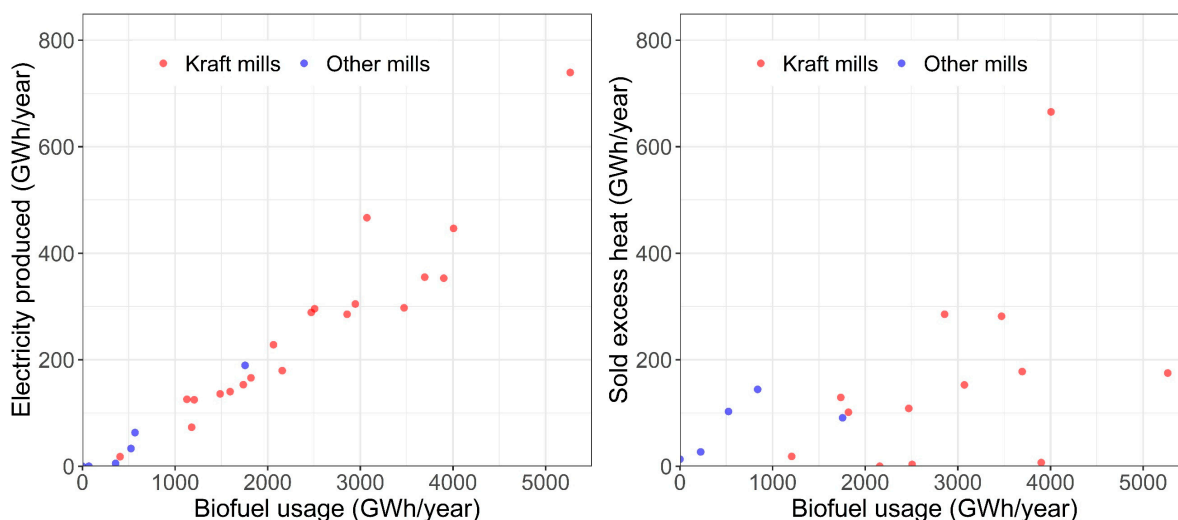 Electricity produced (GWh/year)
800
600
400
200
0
Kraft mills Other mills
0 1000 2000 3000 4000 5000
Biofuel usage (GWh/year)
Sold excess heat (GWh/year)
800
600
400
200
0
Kraft mills Other mills
0 1000 2000 3000 4000 5000
Biofuel usage (GWh/year)